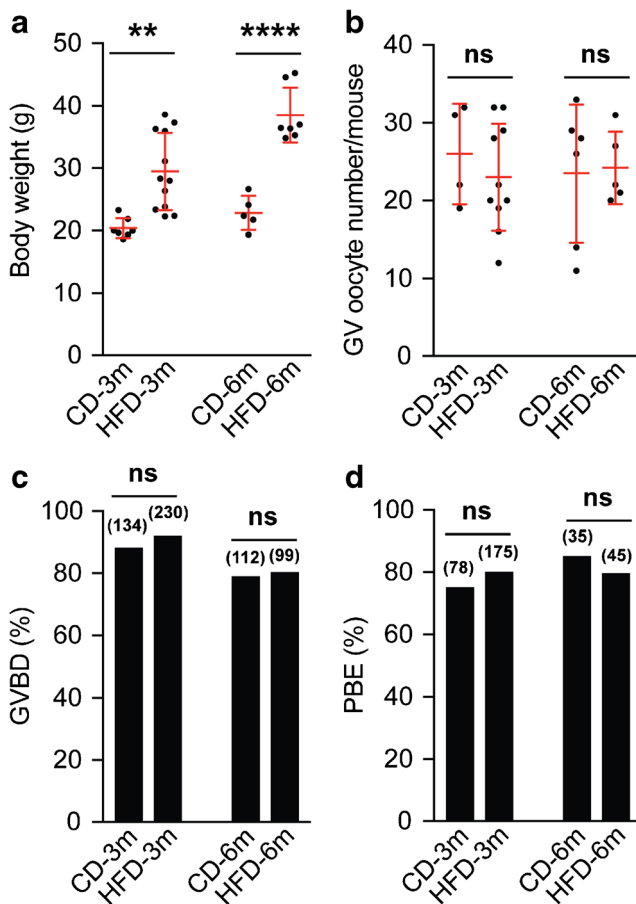 a
** ****
Body weight (g)
50
40
30
20
10
0
CD-3m
HFD-3m
CD-6m
HFD-6m
b
ns ns
GV oocyte number/mouse
40
30
20
10
0
CD-3m
HFD-3m
CD-6m
HFD-6m
c
ns
ns
(134) (230)
(112) (99)
GVBD (%)
100
80
60
40
20
0
CD-3m
HFD-3m
CD-6m
HFD-6m
d
ns
ns
(78) (175)
(35) (45)
PBE (%)
100
80
60
40
20
0
CD-3m
HFD-3m
CD-6m
HFD-6m